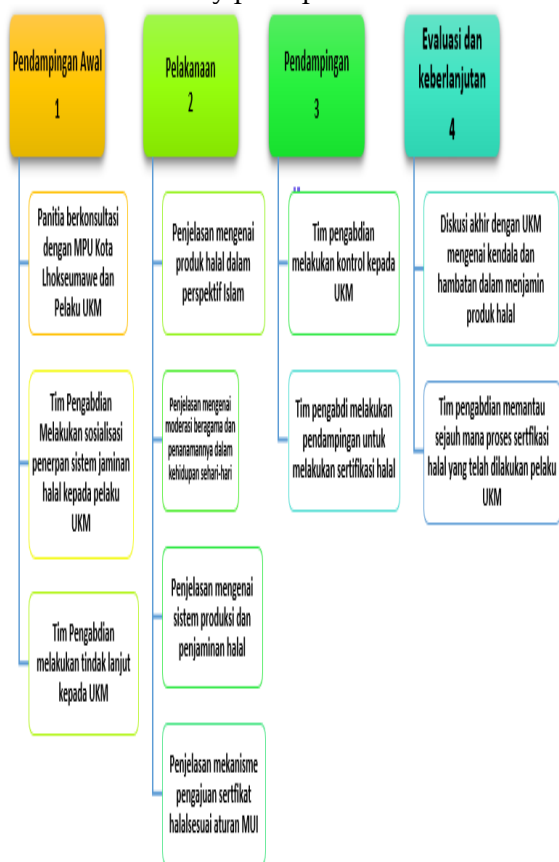 Pendampingan Awal
1
Panitia berkonsultasi
dengan MPU Kota
Lhokseumawe dan
Pelaku UKM
Tim Pengabdian
Melakukan sosialisasi
penerpan sistem jaminan
halal kepada pelaku
UKM
Tim Pengabdian
melakukan tindak lanjut
kepada UKM
Pelakanaan
2
Penjelasan mengenai
produk halal dalam
perspektif Islam
Penjelasan mengenai
moderasi beragama dan
penanamannya dalam
kehidupan sehari-hari
Penjelasan mengenai
sistem produksi dan
penjaminan halal
Penjelasan mekanisme
pengajuan sertfikat
halalsesuai aturan MUI
Pendampingan
3
Tim pengabdian
melakukan kontrol kepada
UKM
Tim pengabdi melakukan
pendampingan untuk
melakukan sertifikasi halal
Evaluasi dan
keberlanjutan
4
Diskusi akhir dengan UKM
mengenai kendala dan
hambatan dalam menjamin
produk halal
Tim pengabdian memantau
sejauh mana proses sertfikasi
halal yang telah dilakukan pelaku
UKM